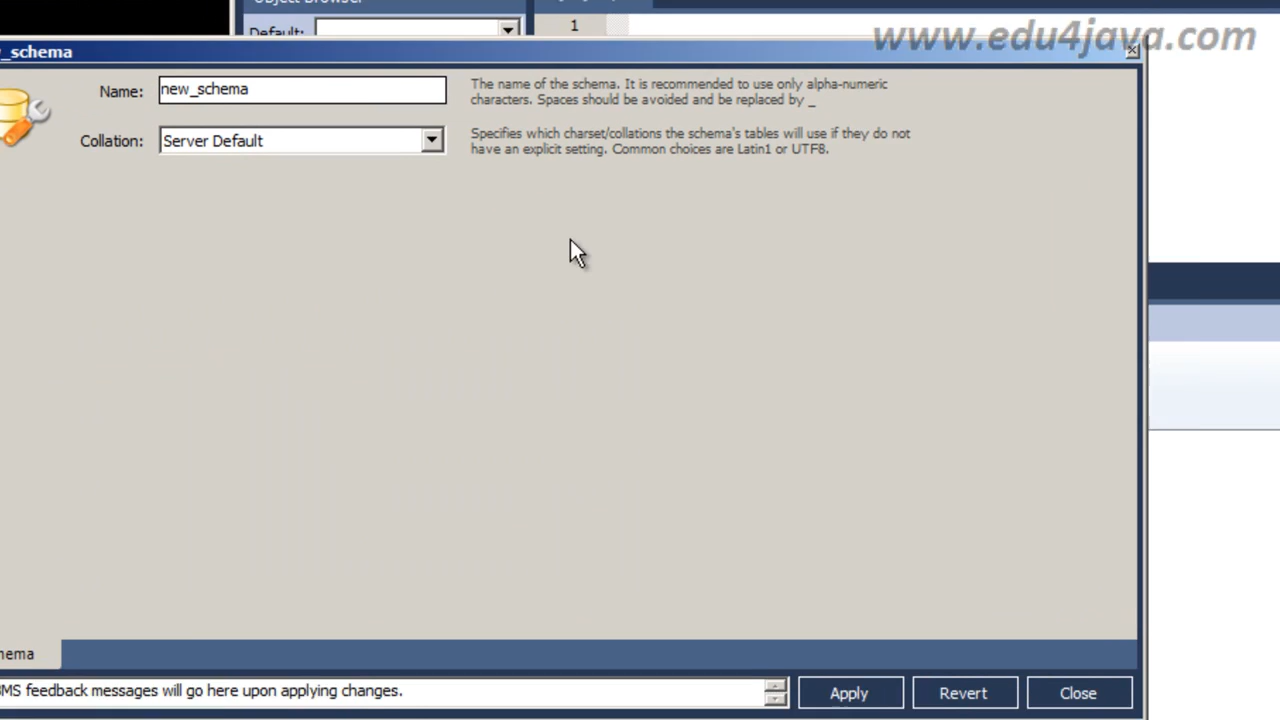 Object Browser
Default:
1
www.edu4java.com
_schema
Name:
new_schema
The name of the schema. It is recommended to use only alpha-numeric
characters. Spaces should be avoided and be replaced by _
Collation:
Server Default
Specifies which charset/collations the schema's tables will use if they do not
have an explicit setting. Common choices are Latin1 or UTF8.
hema
MS feedback messages will go here upon applying changes.
Apply
Revert
Close